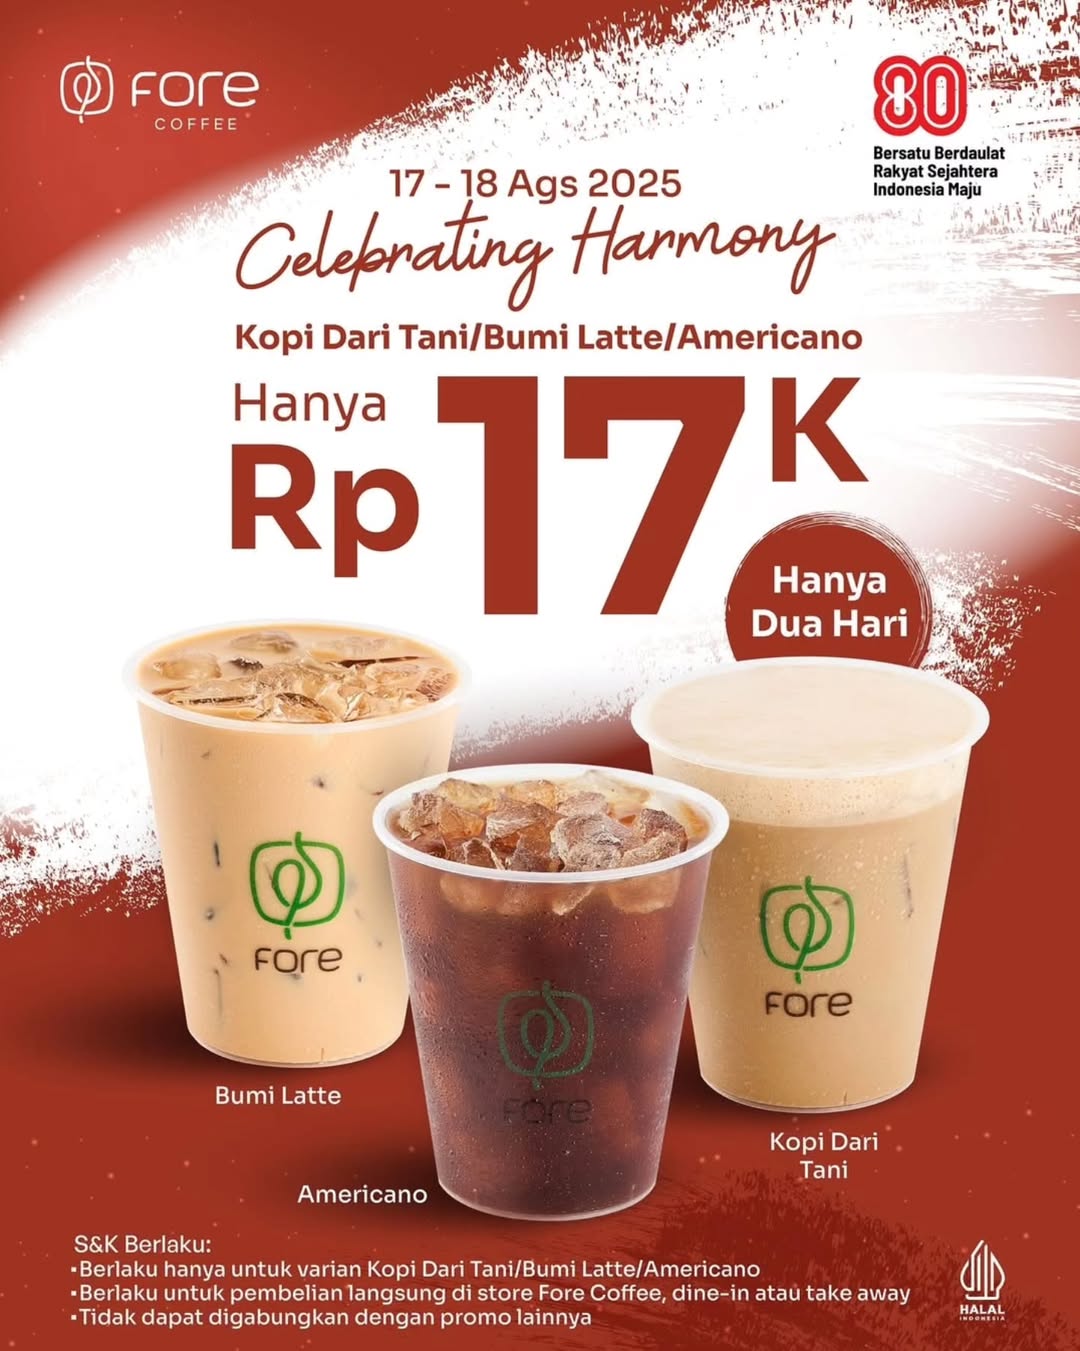 Fore
COFFEE
80
Bersatu Berdaulat
Rakyat Sejahtera
Indonesia Maju
17 - 18 Ags 2025
Celebrating Harmony
Kopi Dari Tani/Bumi Latte/Americano
Hanya
Rp 17K
Hanya
Dua Hari
Fore
Fore
Fore
Bumi Latte
Kopi Dari
Tani
Americano
S&K Berlaku:
•Berlaku hanya untuk varian Kopi Dari Tani/Bumi Latte/Americano
•Berlaku untuk pembelian langsung di store Fore Coffee, dine-in atau take away
•Tidak dapat digabungkan dengan promo lainnya
HALAL
INDONESIA